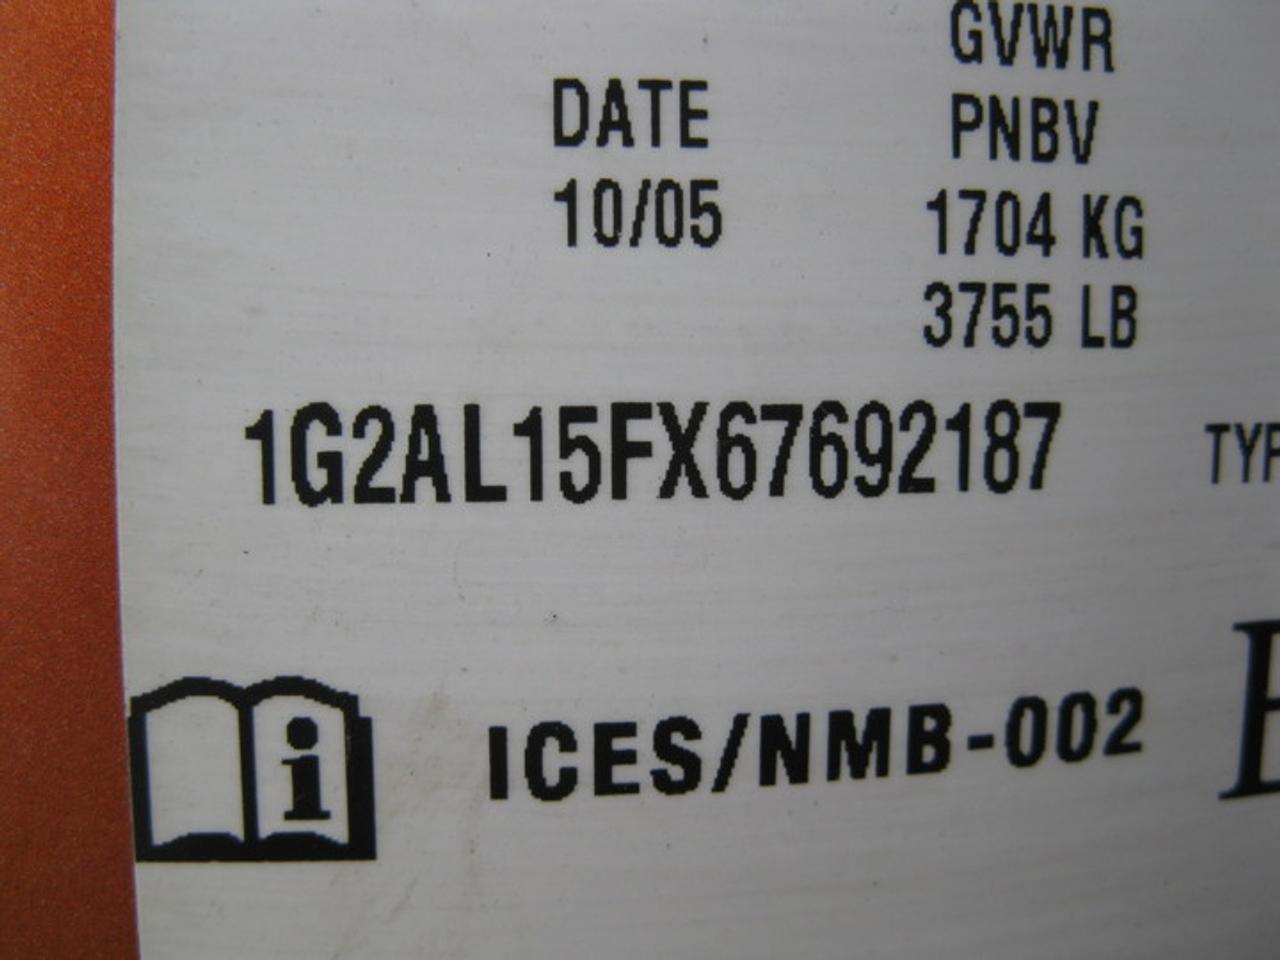 GVWR
DATE
PNBV
10/05
1704 KG
3755 LB
1G2AL15FX67692187
ICES/NMB-002